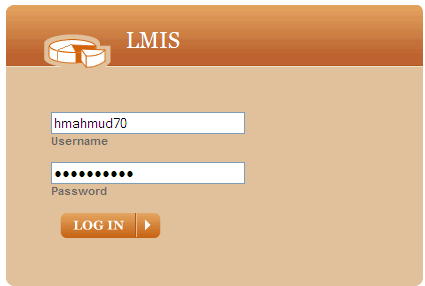 LMIS
hmahmud70
Username
●●●●●●●●●●
Password
LOG IN